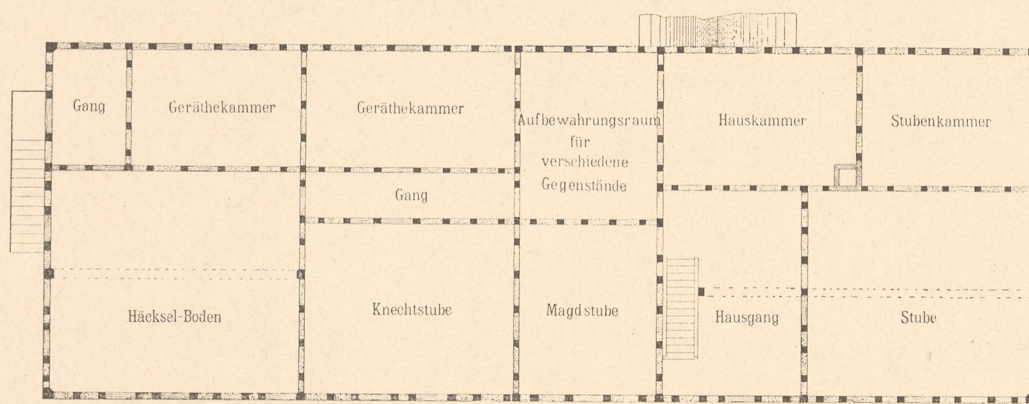 Gang
Geräthekammer
Geräthekammer
Aufbewahrungsraum
für
verschiedene
Gegenstände
Hauskammer
Stubenkammer
Gang
Häcksel-Boden
Knechtstube
Magdstube
Hausgang
Stube